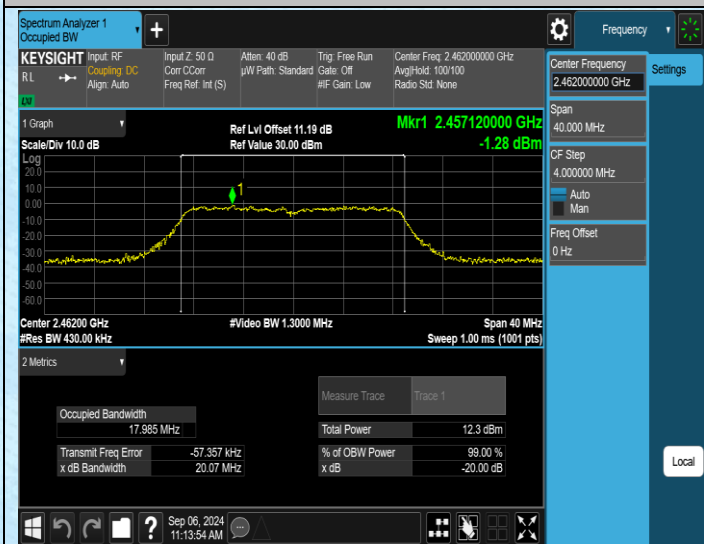 Spectrum Analyzer 1
Occupied BW
Frequency
KEYSIGHT
R L
LNI
Input: RF
Coupling: DC
Align: Auto
Input Z: 50 Ω
Corr CCorr
Freq Ref: Int (S)
Atten: 40 dB
µW Path: Standard
Trig: Free Run
Gate: Off
#IF Gain: Low
Center Freq: 2.462000000 GHz
Avg|Hold: 100/100
Radio Std: None
Center Frequency
2.462000000 GHz
Settings
Span
40.000 MHz
CF Step
4.000000 MHz
Auto
Man
Freq Offset
0 Hz
1 Graph
Scale/Div 10.0 dB
Ref Lvl Offset 11.19 dB
Ref Value 30.00 dBm
Mkr1 2.457120000 GHz
-1.28 dBm
Log
20.0
10.0
0.00
-10.0
-20.0
-30.0
-40.0
-50.0
-60.0
1
Center 2.46200 GHz
#Video BW 1.3000 MHz
Span 40 MHz
#Res BW 430.00 kHz
Sweep 1.00 ms (1001 pts)
2 Metrics
Measure Trace
Trace 1
Occupied Bandwidth
17.985 MHz
Total Power
12.3 dBm
Transmit Freq Error
-57.357 kHz
% of OBW Power
99.00 %
x dB Bandwidth
20.07 MHz
x dB
-20.00 dB
Local
Sep 06, 2024
11:13:54 AM